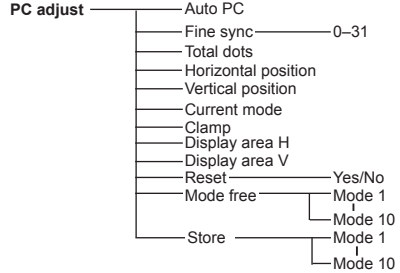 PC adjust Auto PC
Fine sync 0–31
Total dots
Horizontal position
Vertical position
Current mode
Clamp
Display area H
Display area V
Reset Yes/No
Mode free Mode 1
Mode 10
Store Mode 1
Mode 10